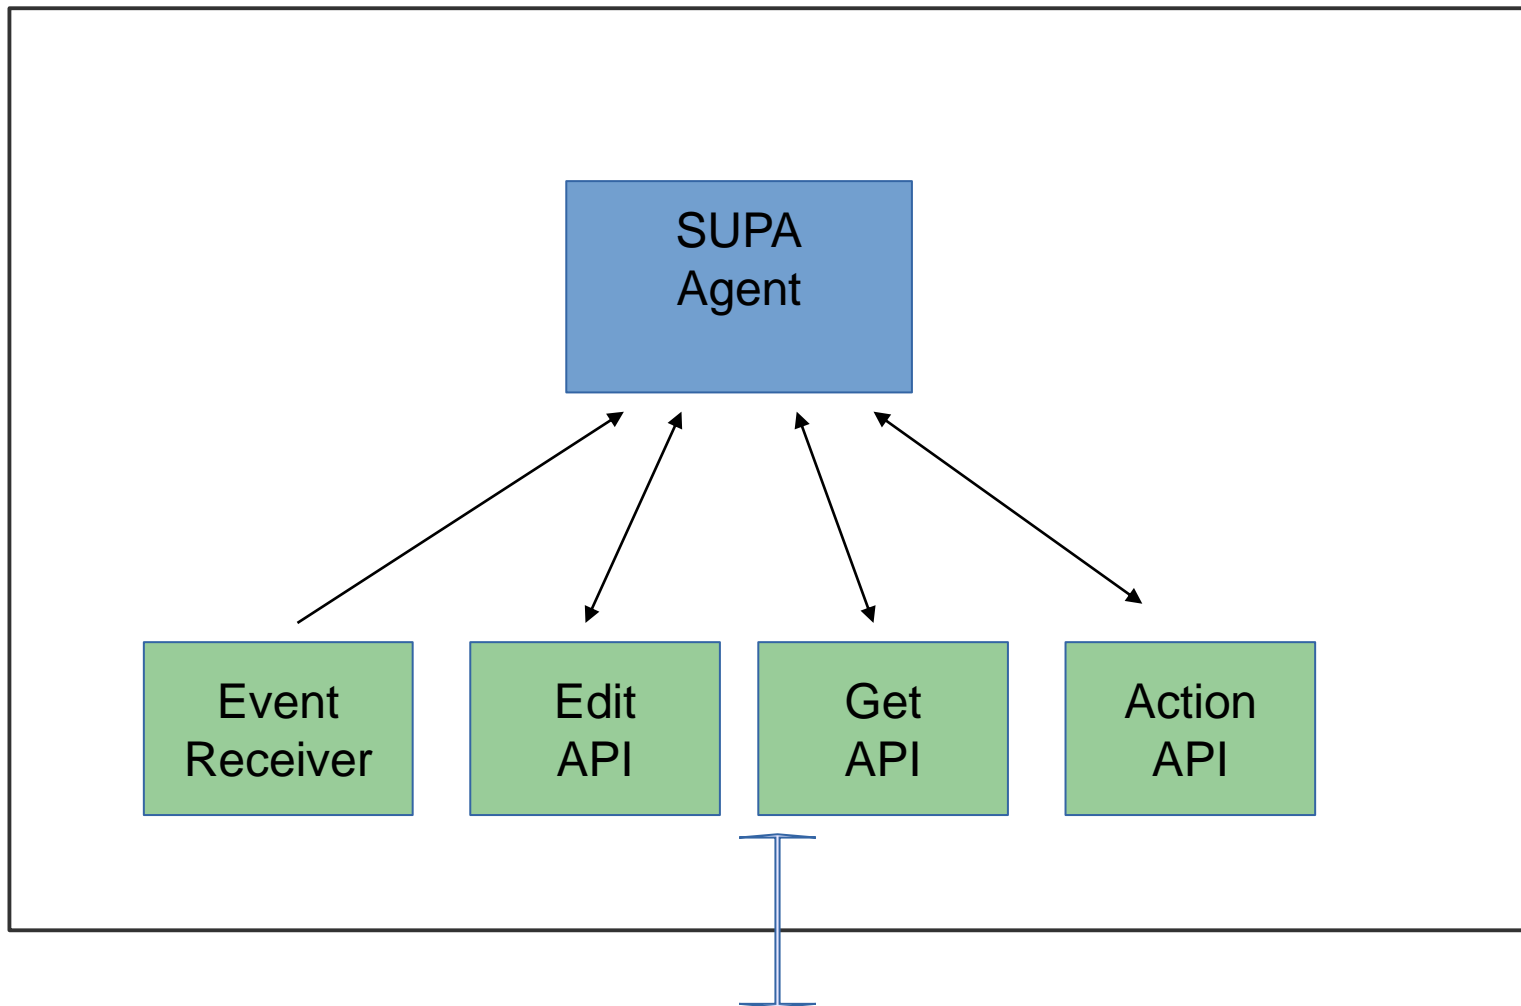 SUPA
Agent
Event
Receiver
Edit
API
Get
API
Action
API